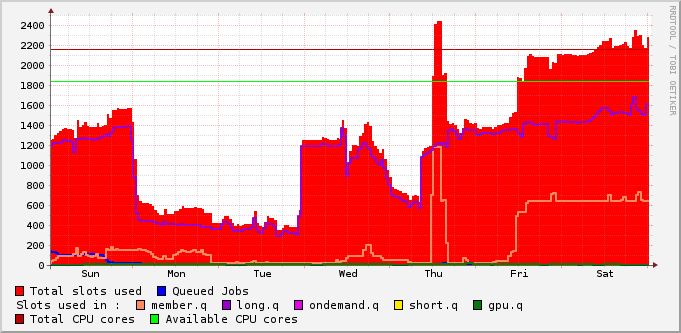 2400
2200
2000
1800
1600
1400
1200
1000
800
600
400
200
0
Sun Mon Tue Wed Thu Fri Sat
RRDTOOL / TOBI OETIKER
Total slots used Queued Jobs
Slots used in : member.q long.q ondemand.q short.q gpu.q
Total CPU cores Available CPU cores